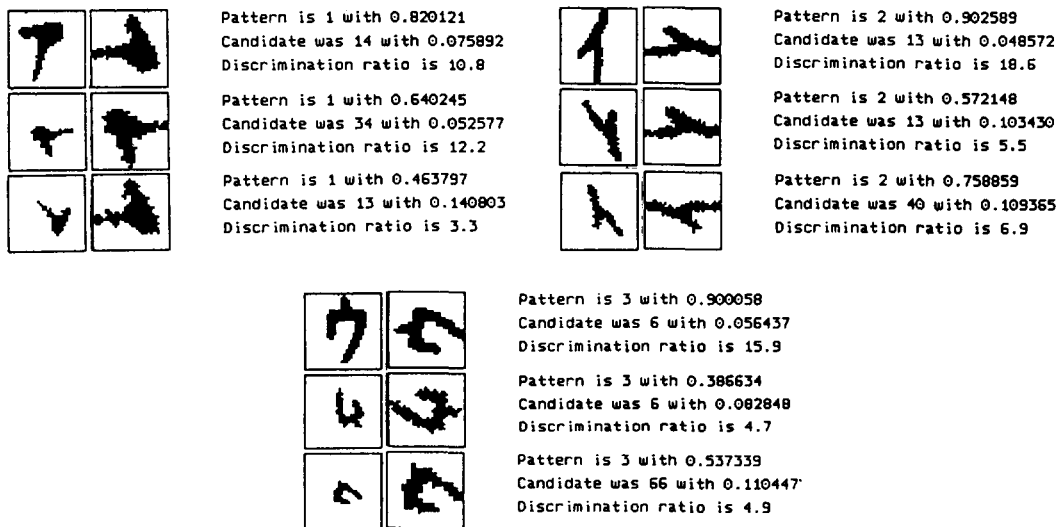 Pattern is 1 with 0.820121
Candidate was 14 with 0.075892
Discrimination ratio is 10.8
Pattern is 1 with 0.640245
Candidate was 34 with 0.052577
Discrimination ratio is 12.2
Pattern is 1 with 0.463797
Candidate was 13 with 0.140803
Discrimination ratio is 3.3
Pattern is 2 with 0.902589
Candidate was 13 with 0.048572
Discrimination ratio is 18.6
Pattern is 2 with 0.572148
Candidate was 13 with 0.103430
Discrimination ratio is 5.5
Pattern is 2 with 0.758859
Candidate was 40 with 0.109365
Discrimination ratio is 6.9
Pattern is 3 with 0.900058
Candidate was 6 with 0.056437
Discrimination ratio is 15.9
Pattern is 3 with 0.386634
Candidate was 6 with 0.082848
Discrimination ratio is 4.7
Pattern is 3 with 0.537339
Candidate was 66 with 0.110447
Discrimination ratio is 4.9